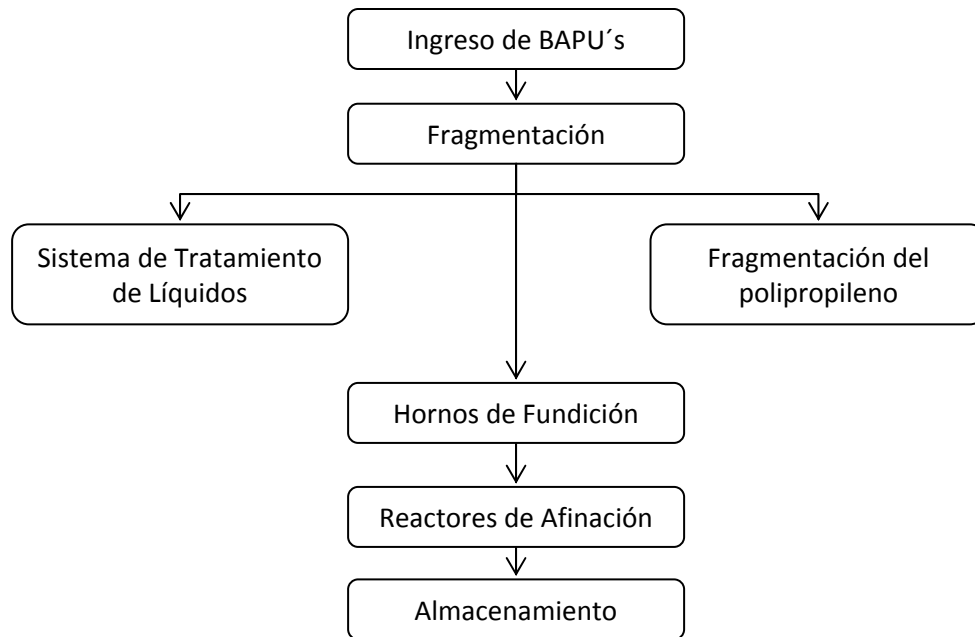 Ingreso de BAPU´s
Fragmentación
Sistema de Tratamiento
de Líquidos
Fragmentación del
polipropileno
Hornos de Fundición
Reactores de Afinación
Almacenamiento